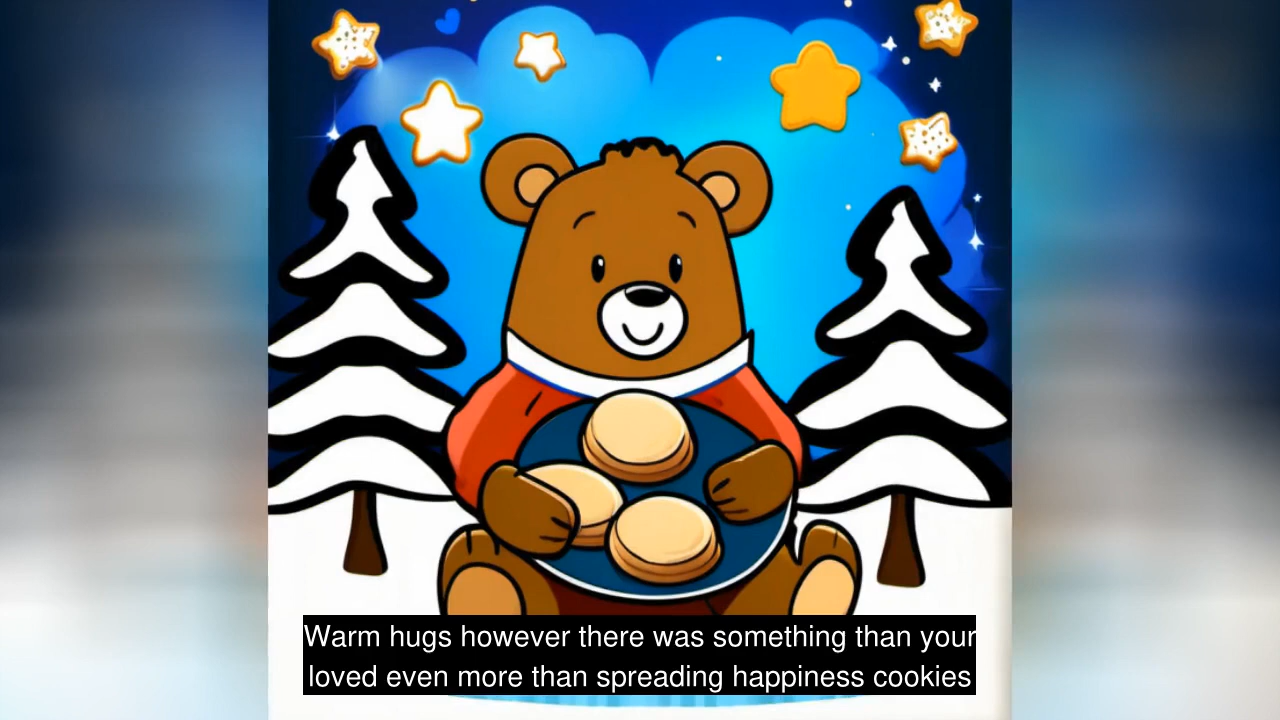 Warm hugs however there was something than your
loved even more than spreading happiness cookies